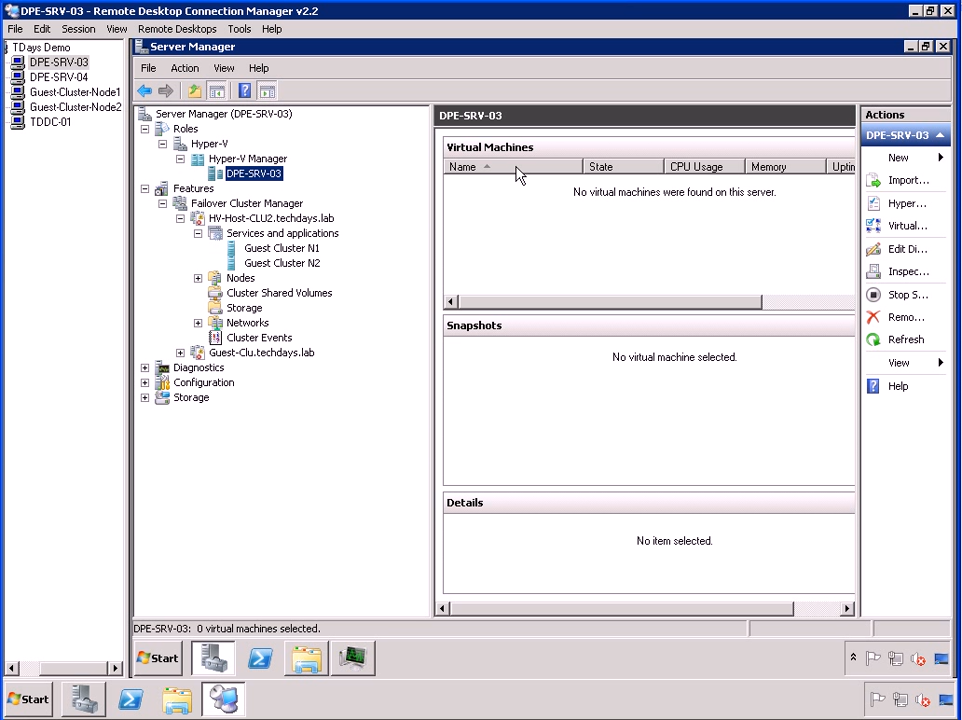 DPE-SRV-03 - Remote Desktop Connection Manager v2.2
File Edit Session View Remote Desktops Tools Help
TDays Demo
DPE-SRV-03
DPE-SRV-04
Guest-Cluster-Node1
Guest-Cluster-Node2
TDDC-01
Server Manager
File Action View Help
Server Manager (DPE-SRV-03)
Roles
Hyper-V
Hyper-V Manager
DPE-SRV-03
Features
Failover Cluster Manager
HV-Host-CLU2.techdays.lab
Services and applications
Guest Cluster N1
Guest Cluster N2
Nodes
Cluster Shared Volumes
Storage
Networks
Cluster Events
Guest-Clu.techdays.lab
Diagnostics
Configuration
Storage
DPE-SRV-03
Virtual Machines
Name State CPU Usage Memory Uptin
No virtual machines were found on this server.
Snapshots
No virtual machine selected.
Details
No item selected.
Actions
DPE-SRV-03
New
Import...
Hyper...
Virtual...
Edit Di...
Inspec...
Stop S...
Remo...
Refresh
View
Help
DPE-SRV-03: 0 virtual machines selected.
Start
Start